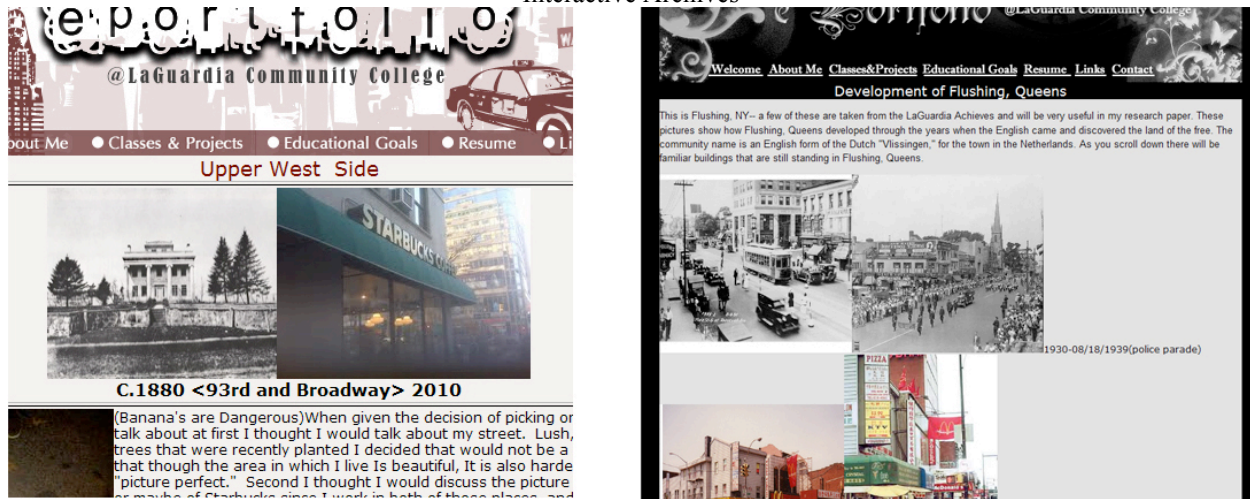 Interactive Archives
eportfolio
@LaGuardia Community College
bout Me ● Classes & Projects ● Educational Goals ● Resume ● Li
Upper West Side
STARBUCKS
C.1880 <93rd and Broadway> 2010
(Banana's are Dangerous)When given the decision of picking or
talk about at first I thought I would talk about my street. Lush,
trees that were recently planted I decided that would not be a
that though the area in which I live Is beautiful, It is also harde
"picture perfect." Second I thought I would discuss the picture
or maybe of Starbucks since I work in both of those places, and
e Portfolio @LaGuardia Community College
Welcome About Me Classes&Projects Educational Goals Resume Links Contact
Development of Flushing, Queens
This is Flushing, NY-- a few of these are taken from the LaGuardia Achieves and will be very useful in my research paper. These
pictures show how Flushing, Queens developed through the years when the English came and discovered the land of the free. The
community name is an English form of the Dutch "Vlissingen," for the town in the Netherlands. As you scroll down there will be
familiar buildings that are still standing in Flushing, Queens.
1930-08/18/1939(police parade)
PIZZA
KTV
McDonald's